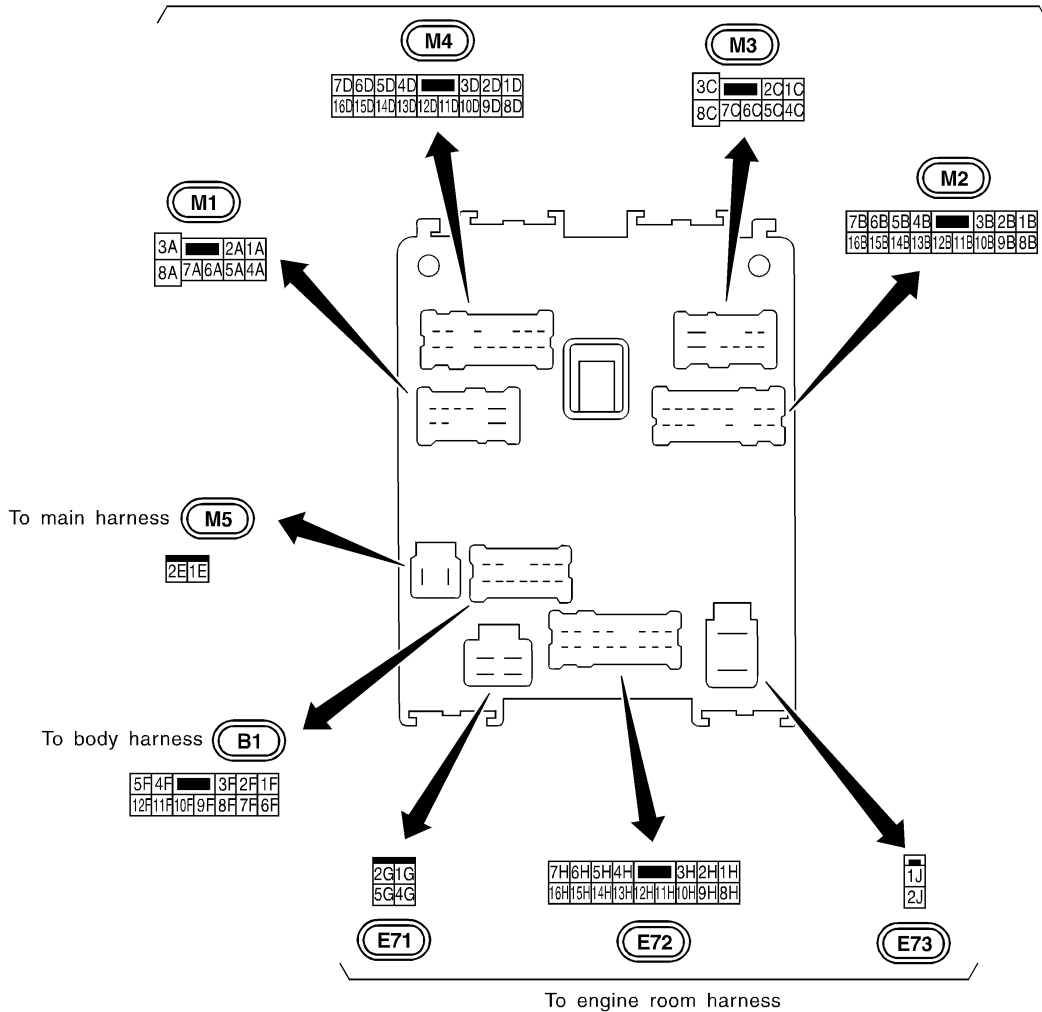 M4
7D 6D 5D 4D 3D 2D 1D
16D 15D 14D 13D 12D 11D 10D 9D 8D
M3
3C 2C 1C
8C 7C 6C 5C 4C
M2
7B 6B 5B 4B 3B 2B 1B
16B 15B 14B 13B 12B 11B 10B 9B 8B
M1
3A 2A 1A
8A 7A 6A 5A 4A
To main harness M5
2E 1E
To body harness B1
5F 4F 3F 2F 1F
12F 11F 10F 9F 8F 7F 6F
2G 1G
5G 4G
E71
7H 6H 5H 4H 3H 2H 1H
16H 15H 14H 13H 12H 11H 10H 9H 8H
E72
1J
2J
E73
To engine room harness